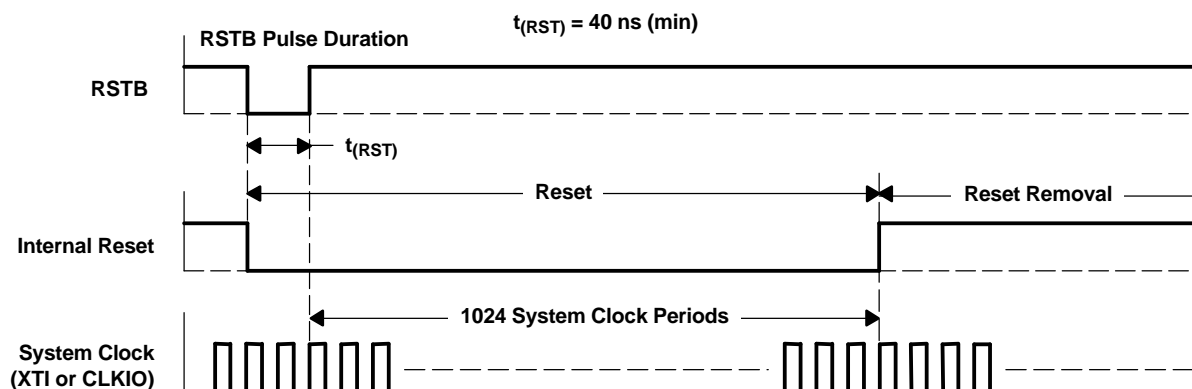 t(RST) = 40 ns (min)
RSTB Pulse Duration
RSTB
t(RST)
Reset
Reset Removal
Internal Reset
1024 System Clock Periods
System Clock
(XTI or CLKIO)